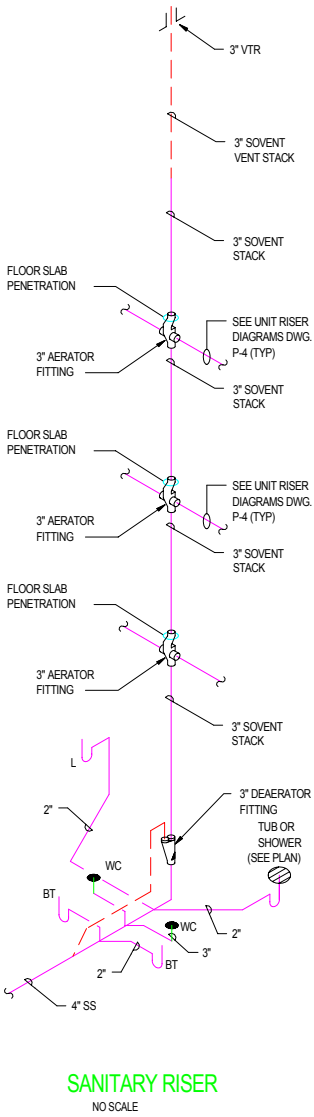 3" VTR
3" SOVENT
VENT STACK
3" SOVENT
STACK
FLOOR SLAB
PENETRATION
SEE UNIT RISER
DIAGRAMS DWG.
P-4 (TYP)
3" AERATOR
FITTING
3" SOVENT
STACK
FLOOR SLAB
PENETRATION
SEE UNIT RISER
DIAGRAMS DWG.
P-4 (TYP)
3" AERATOR
FITTING
3" SOVENT
STACK
FLOOR SLAB
PENETRATION
3" AERATOR
FITTING
3" SOVENT
STACK
L
3" DEAERATOR
FITTING
2"
TUB OR
SHOWER
(SEE PLAN)
WC
BT
WC
2"
3"
2"
BT
4" SS
SANITARY RISER
NO SCALE